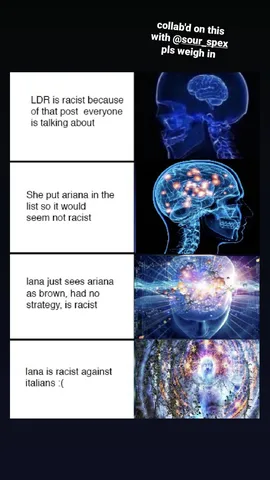 collab'd on this
with @sour_spex
pls weigh in
LDR is racist because
of that post everyone
is talking about
She put ariana in the
list so it would
seem not racist
lana just sees ariana
as brown, had no
strategy, is racist
lana is racist against
italians :(